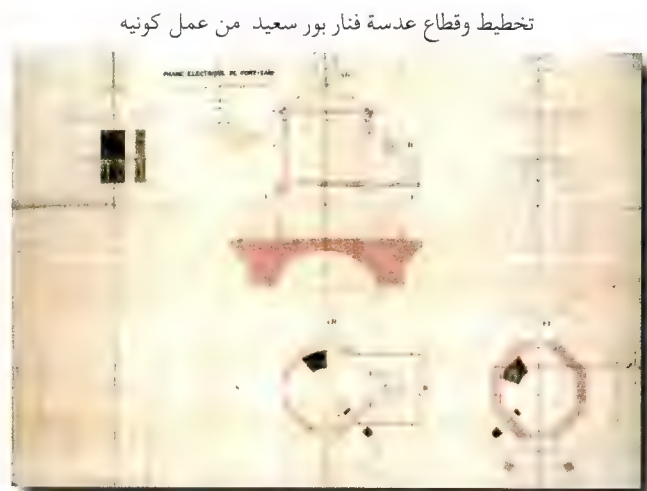 تخطيط وقطاع عدسة فنار بور سعيد من عمل كونيه
PHARE ELECTRIQUE DE PORT-SAID